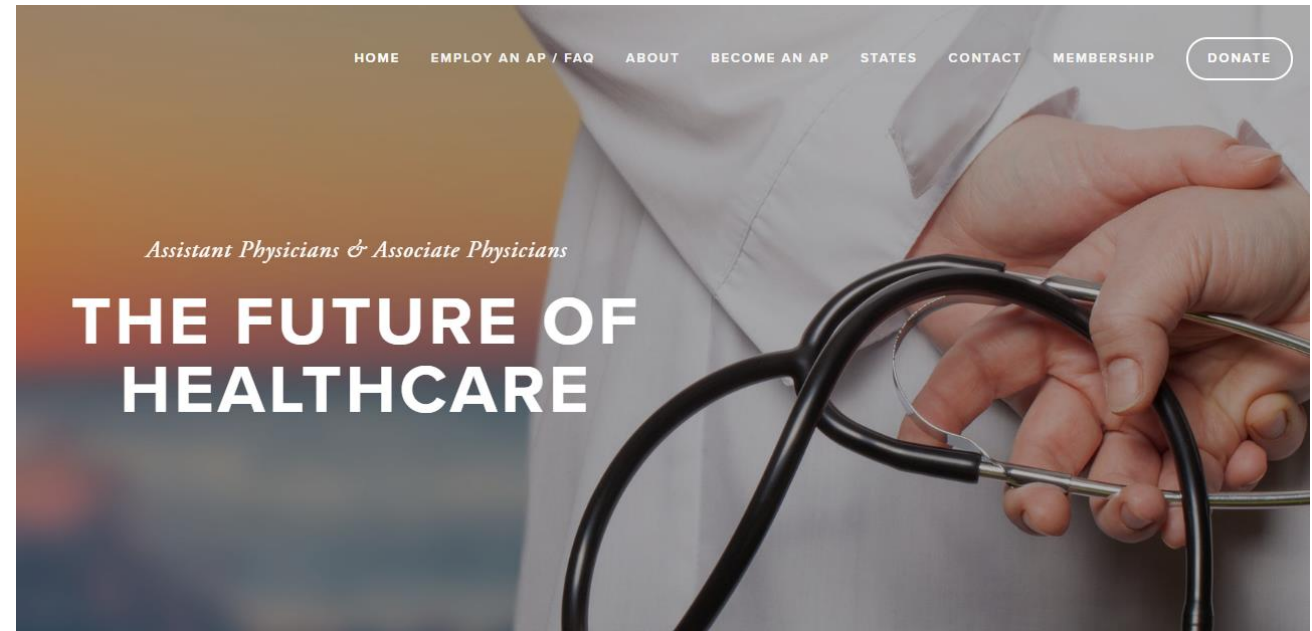 HOME EMPLOY AN AP / FAQ ABOUT BECOME AN AP STATES CONTACT MEMBERSHIP DONATE
Assistant Physicians & Associate Physicians
THE FUTURE OF
HEALTHCARE